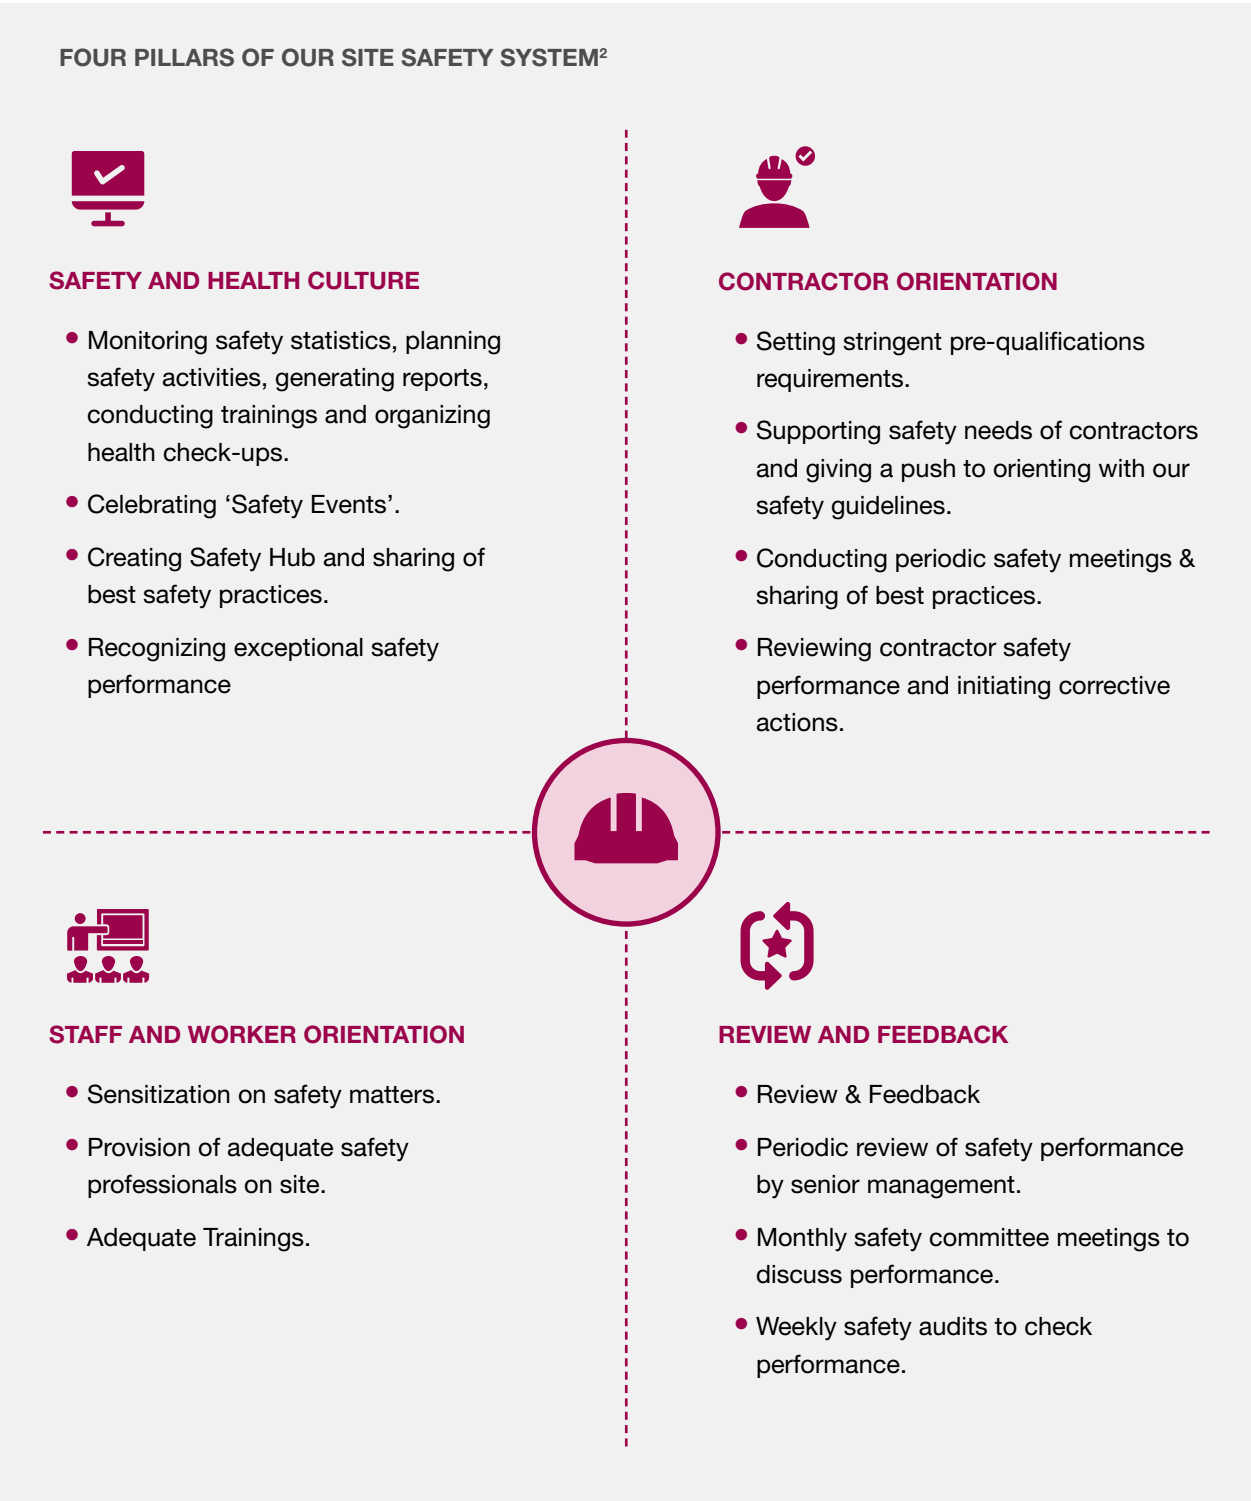 FOUR PILLARS OF OUR SITE SAFETY SYSTEM²
SAFETY AND HEALTH CULTURE
• Monitoring safety statistics, planning
safety activities, generating reports,
conducting trainings and organizing
health check-ups.
• Celebrating ‘Safety Events’.
• Creating Safety Hub and sharing of
best safety practices.
• Recognizing exceptional safety
performance
CONTRACTOR ORIENTATION
• Setting stringent pre-qualifications
requirements.
• Supporting safety needs of contractors
and giving a push to orienting with our
safety guidelines.
• Conducting periodic safety meetings &
sharing of best practices.
• Reviewing contractor safety
performance and initiating corrective
actions.
STAFF AND WORKER ORIENTATION
• Sensitization on safety matters.
• Provision of adequate safety
professionals on site.
• Adequate Trainings.
REVIEW AND FEEDBACK
• Review & Feedback
• Periodic review of safety performance
by senior management.
• Monthly safety committee meetings to
discuss performance.
• Weekly safety audits to check
performance.